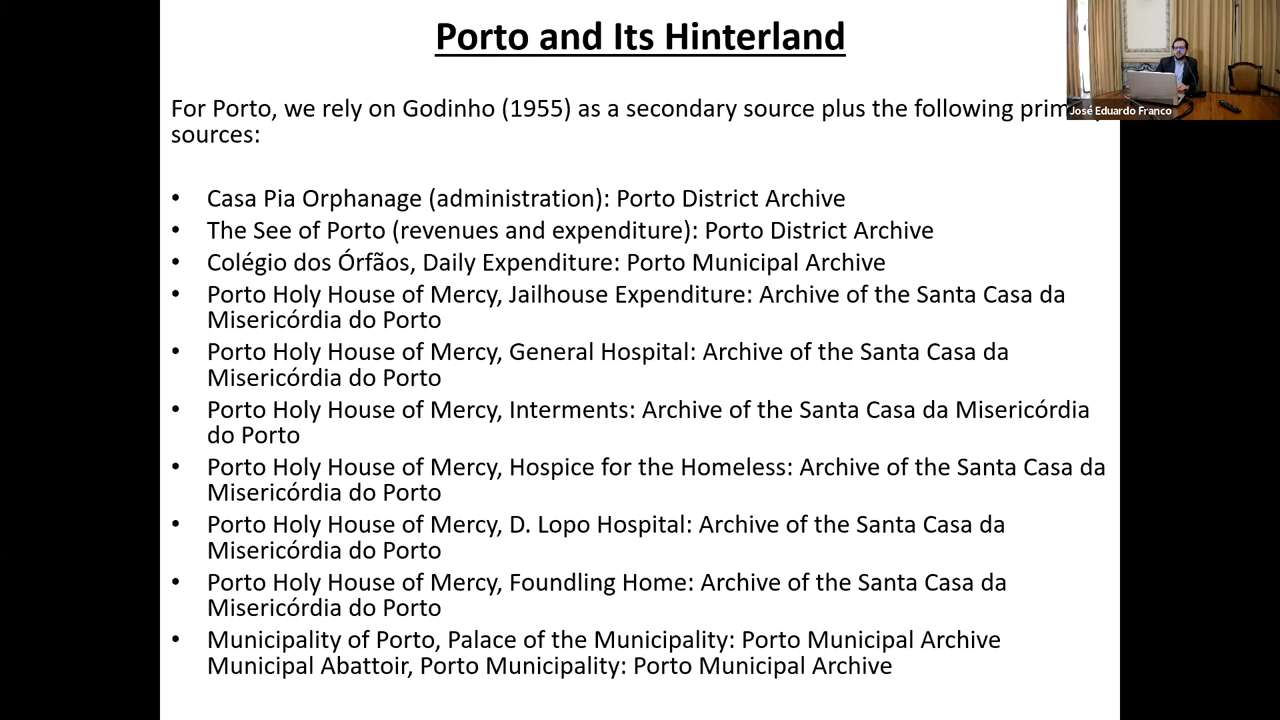 Porto and Its Hinterland
José Eduardo Franco
For Porto, we rely on Godinho (1955) as a secondary source plus the following
sources:
• Casa Pia Orphanage (administration): Porto District Archive
• The See of Porto (revenues and expenditure): Porto District Archive
• Colégio dos Órfãos, Daily Expenditure: Porto Municipal Archive
• Porto Holy House of Mercy, Jailhouse Expenditure: Archive of the Santa Casa da
Misericórdia do Porto
• Porto Holy House of Mercy, General Hospital: Archive of the Santa Casa da
Misericórdia do Porto
• Porto Holy House of Mercy, Interments: Archive of the Santa Casa da Misericórdia
do Porto
• Porto Holy House of Mercy, Hospice for the Homeless: Archive of the Santa Casa da
Misericórdia do Porto
• Porto Holy House of Mercy, D. Lopo Hospital: Archive of the Santa Casa da
Misericórdia do Porto
• Porto Holy House of Mercy, Foundling Home: Archive of the Santa Casa da
Misericórdia do Porto
• Municipality of Porto, Palace of the Municipality: Porto Municipal Archive
Municipal Abattoir, Porto Municipality: Porto Municipal Archive